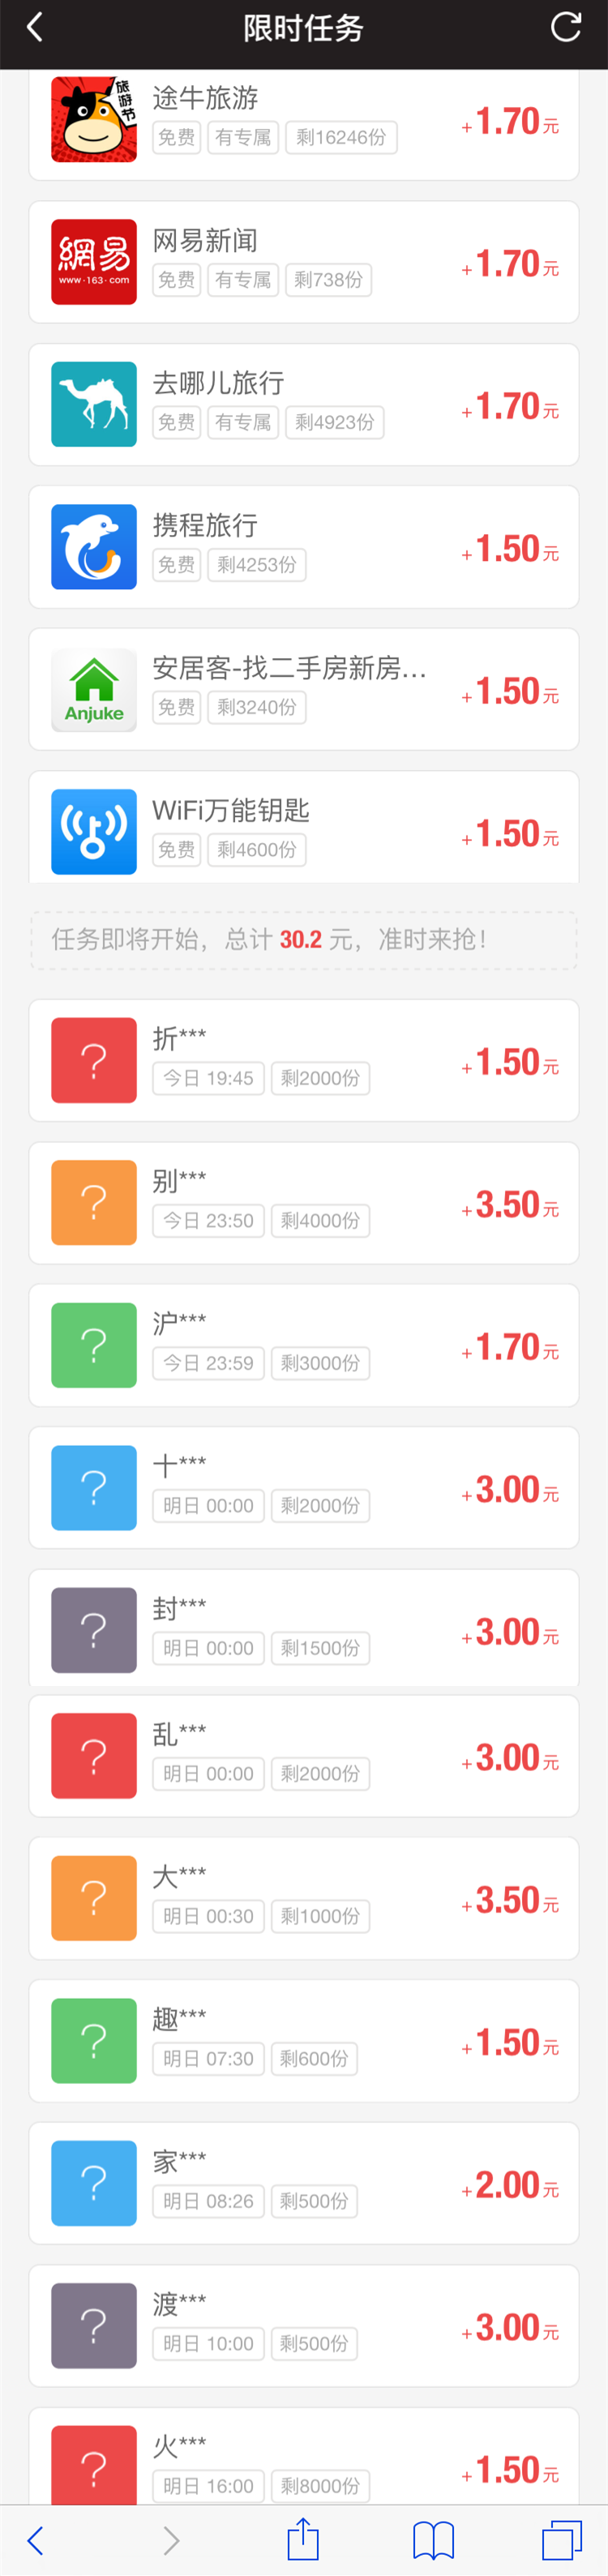 限时任务
旅游节
途牛旅游
免费 有专属 剩16246份
+1.70元
網易
www·163·com
网易新闻
免费 有专属 剩738份
+1.70元
去哪儿旅行
免费 有专属 剩4923份
+1.70元
携程旅行
免费 剩4253份
+1.50元
Anjuke
安居客-找二手房新房...
免费 剩3240份
+1.50元
WiFi万能钥匙
免费 剩4600份
+1.50元
任务即将开始，总计 30.2 元，准时来抢！
?
折***
今日 19:45 剩2000份
+1.50元
?
别***
今日 23:50 剩4000份
+3.50元
?
沪***
今日 23:59 剩3000份
+1.70元
?
十***
明日 00:00 剩2000份
+3.00元
?
封***
明日 00:00 剩1500份
+3.00元
?
乱***
明日 00:00 剩2000份
+3.00元
?
大***
明日 00:30 剩1000份
+3.50元
?
趣***
明日 07:30 剩600份
+1.50元
?
家***
明日 08:26 剩500份
+2.00元
?
渡***
明日 10:00 剩500份
+3.00元
?
火***
明日 16:00 剩8000份
+1.50元